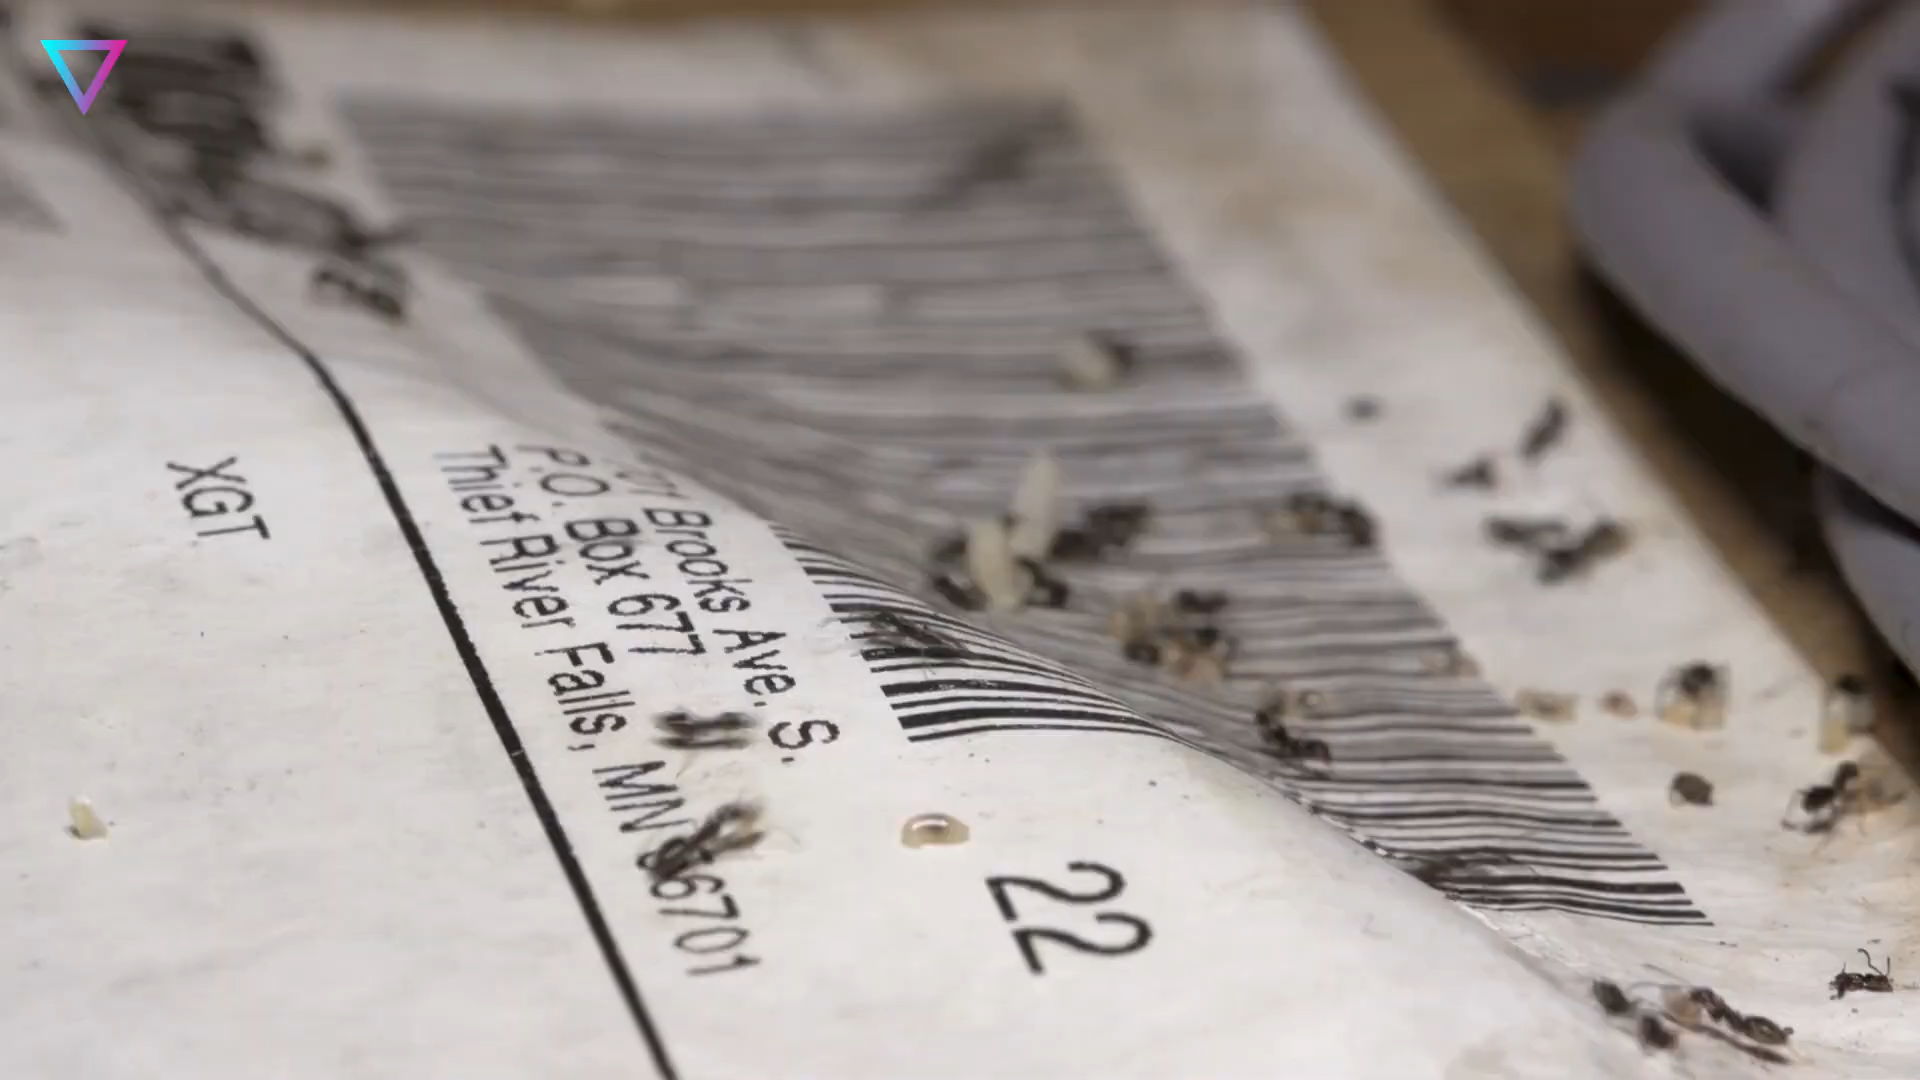 XGT
Brooks Ave. S.
P.O. Box 677
Thief River Falls, MN 56701
22